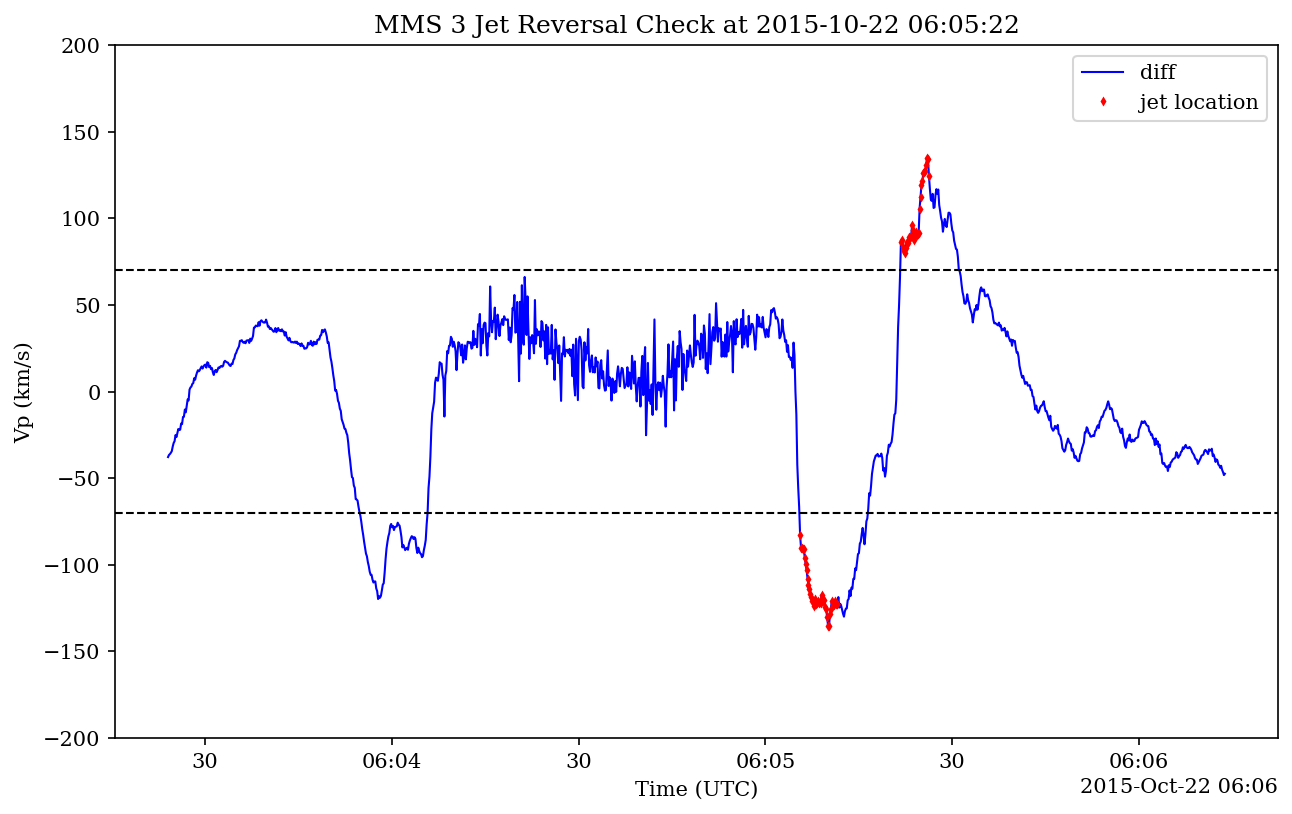 MMS 3 Jet Reversal Check at 2015-10-22 06:05:22
diff
jet location
Vp (km/s)
200
150
100
50
0
−50
−100
−150
−200
30
06:04
30
06:05
30
06:06
Time (UTC)
2015-Oct-22 06:06